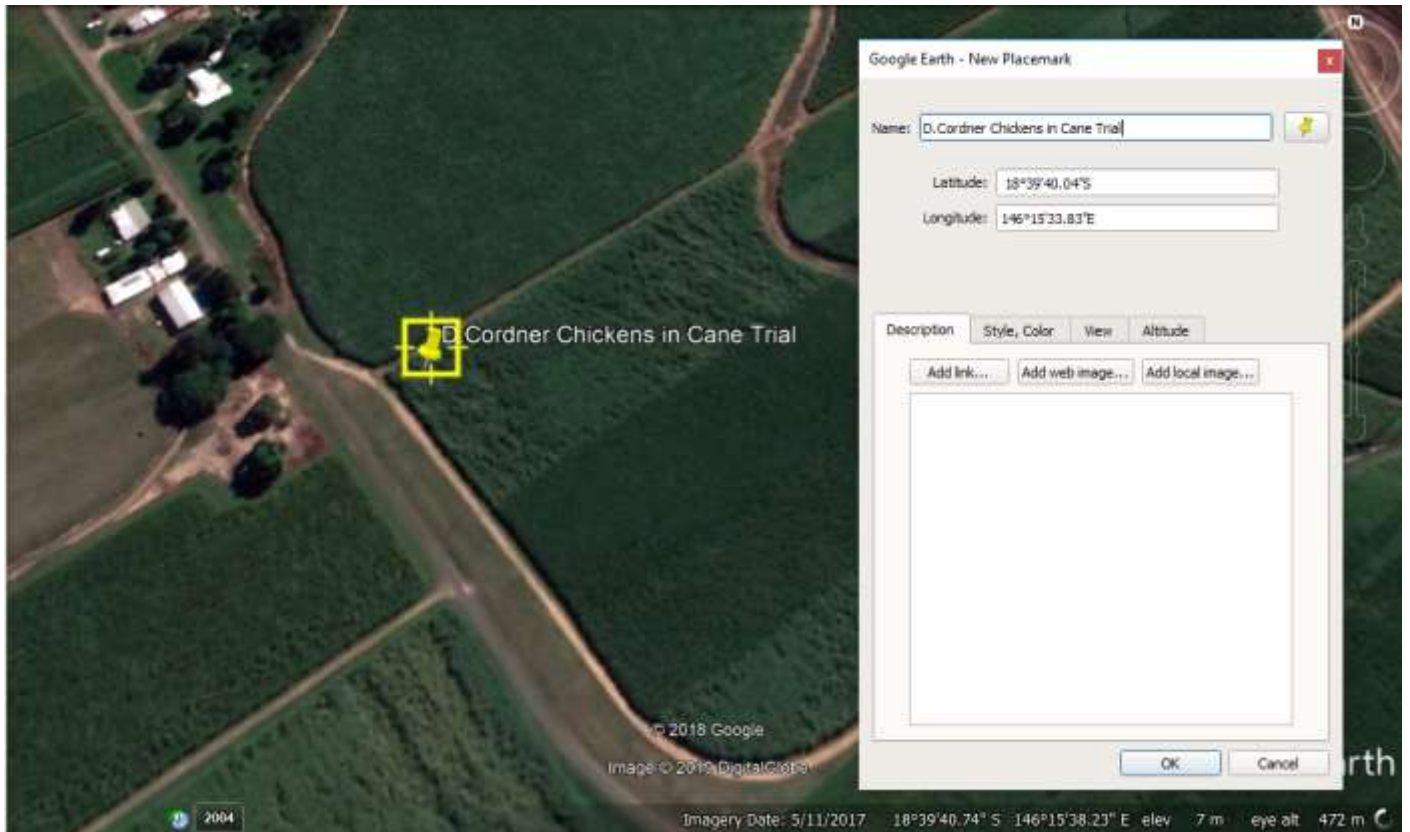 Google Earth - New Placemark
x
N
Name: D.Cordner Chickens in Cane Trial
Latitude: 18°39'40.04"S
Longitude: 146°15'33.83"E
D.Cordner Chickens in Cane Trial
Description Style, Color View Altitude
Add link... Add web image... Add local image...
© 2018 Google
Image © 2019 DigitalGlobe
OK Cancel
rth
2004
Imagery Date: 5/11/2017 18°39'40.74" S 146°15'38.23" E elev 7 m eye alt 472 m